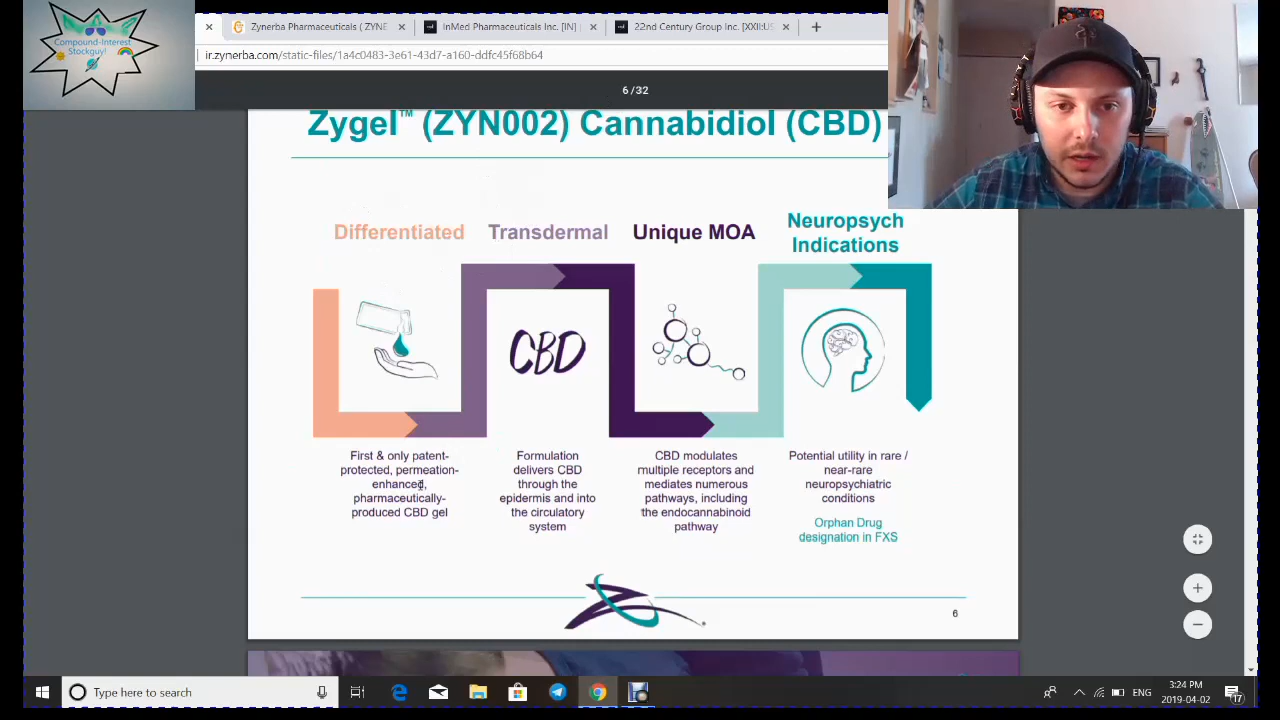 Compound-Interest
Stockguy!
Zynerba Pharmaceuticals ( ZYNE
InMed Pharmaceuticals Inc. [IN]
22nd Century Group Inc. [XXII:US
ir.zynerba.com/static-files/1a4c0483-3e61-43d7-a160-ddfc45f68b64
6 / 32
Zygel™ (ZYN002) Cannabidiol (CBD)
Differentiated
Transdermal
Unique MOA
Neuropsych
Indications
CBD
First & only patent-
protected, permeation-
enhanced,
pharmaceutically-
produced CBD gel
Formulation
delivers CBD
through the
epidermis and into
the circulatory
system
CBD modulates
multiple receptors and
mediates numerous
pathways, including
the endocannabinoid
pathway
Potential utility in rare /
near-rare
neuropsychiatric
conditions
Orphan Drug
designation in FXS
6
Type here to search
ENG
3:24 PM
2019-04-02
17